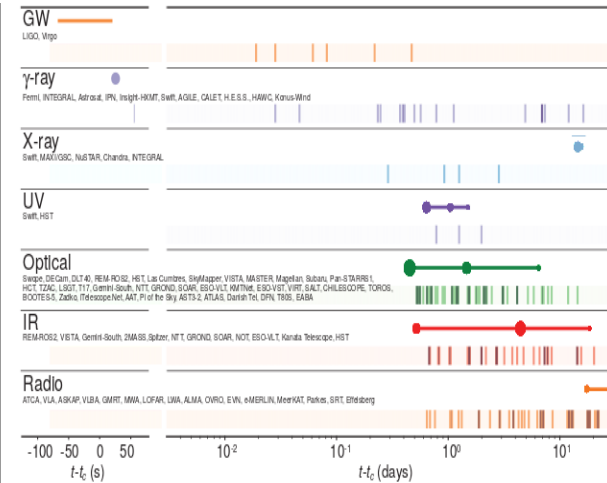 GW
LIGO, Virgo
γ-ray
Fermi, INTEGRAL, Astrosat, IPN, Insight-HXMT, Swift, AGILE, CALET, H.E.S.S., HAWC, Konus-Wind
X-ray
Swift, MAXI/GSC, NuSTAR, Chandra, INTEGRAL
UV
Swift, HST
Optical
Swope, DECam, DLT40, REM-ROS2, HST, Las Cumbres, SkyMapper, VISTA, MASTER, Magellan, Subaru, Pan-STARRS1,
HCT, TZAC, LSGT, T17, Gemini-South, NTT, GROND, SOAR, ESO-VLT, KMTNet, ESO-VST, VIRT, SALT, CHILESCOPE, TOROS,
BOOTES-5, Zadko, iTelescope.Net, AAT, Pi of the Sky, AST3-2, ATLAS, Danish Tel, DFN, T80S, EABA
IR
REM-ROS2, VISTA, Gemini-South, 2MASS,Spitzer, NTT, GROND, SOAR, NOT, ESO-VLT, Kanata Telescope, HST
Radio
ATCA, VLA, ASKAP, VLBA, GMRT, MWA, LOFAR, LWA, ALMA, OVRO, EVN, e-MERLIN, MeerKAT, Parkes, SRT, Effelsberg
-100 -50 0 50 10⁻² 10⁻¹ 10⁰ 10¹
t-tc (s) t-tc (days)